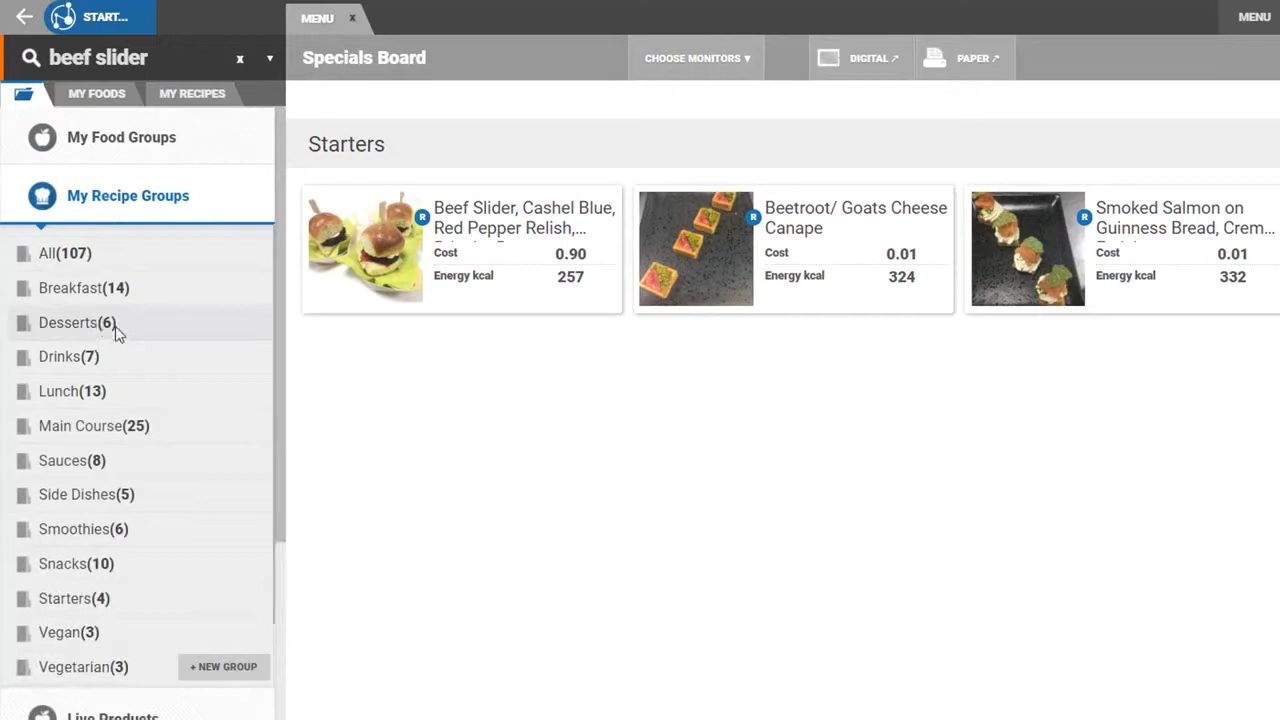 START...
MENU x
MENU
beef slider x ▼
Specials Board
CHOOSE MONITORS ▼
DIGITAL ↗
PAPER ↗
MY FOODS
MY RECIPES
My Food Groups
My Recipe Groups
All(107)
Breakfast(14)
Desserts(6)
Drinks(7)
Lunch(13)
Main Course(25)
Sauces(8)
Side Dishes(5)
Smoothies(6)
Snacks(10)
Starters(4)
Vegan(3)
Vegetarian(3)
+ NEW GROUP
Live Products
Starters
R
Beef Slider, Cashel Blue,
Red Pepper Relish,...
Cost 0.90
Energy kcal 257
R
Beetroot/ Goats Cheese
Canape
Cost 0.01
Energy kcal 324
R
Smoked Salmon on
Guinness Bread, Crem...
Cost 0.01
Energy kcal 332